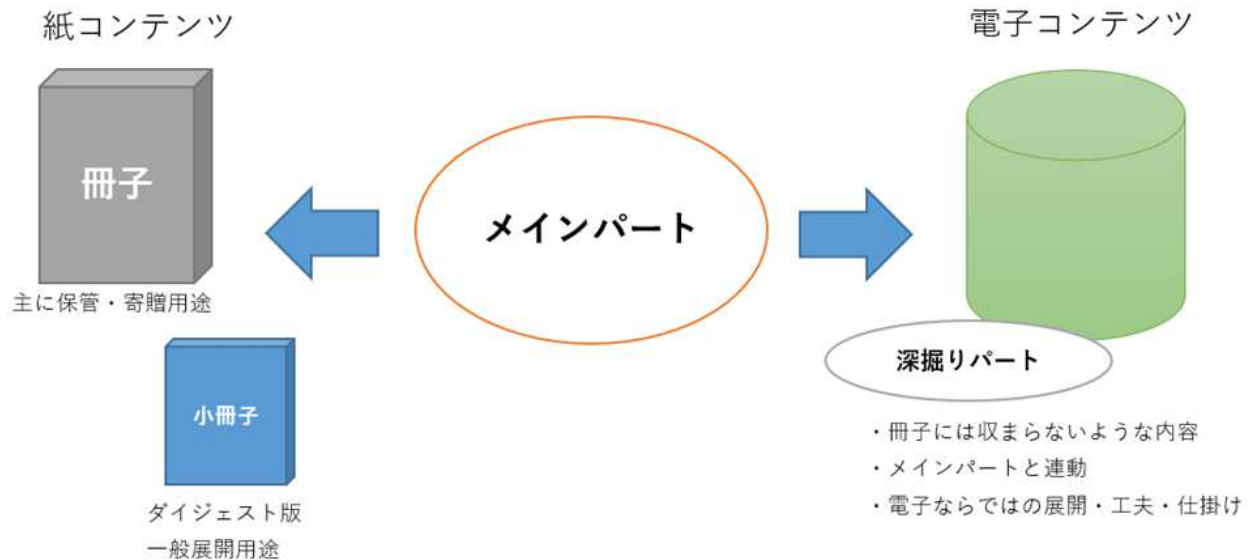 紙コンテンツ
冊子
主に保管・寄贈用途
小冊子
ダイジェスト版
一般展開用途
メインパート
電子コンテンツ
深掘りパート
・冊子には収まらないような内容
・メインパートと連動
・電子ならではの展開・工夫・仕掛け